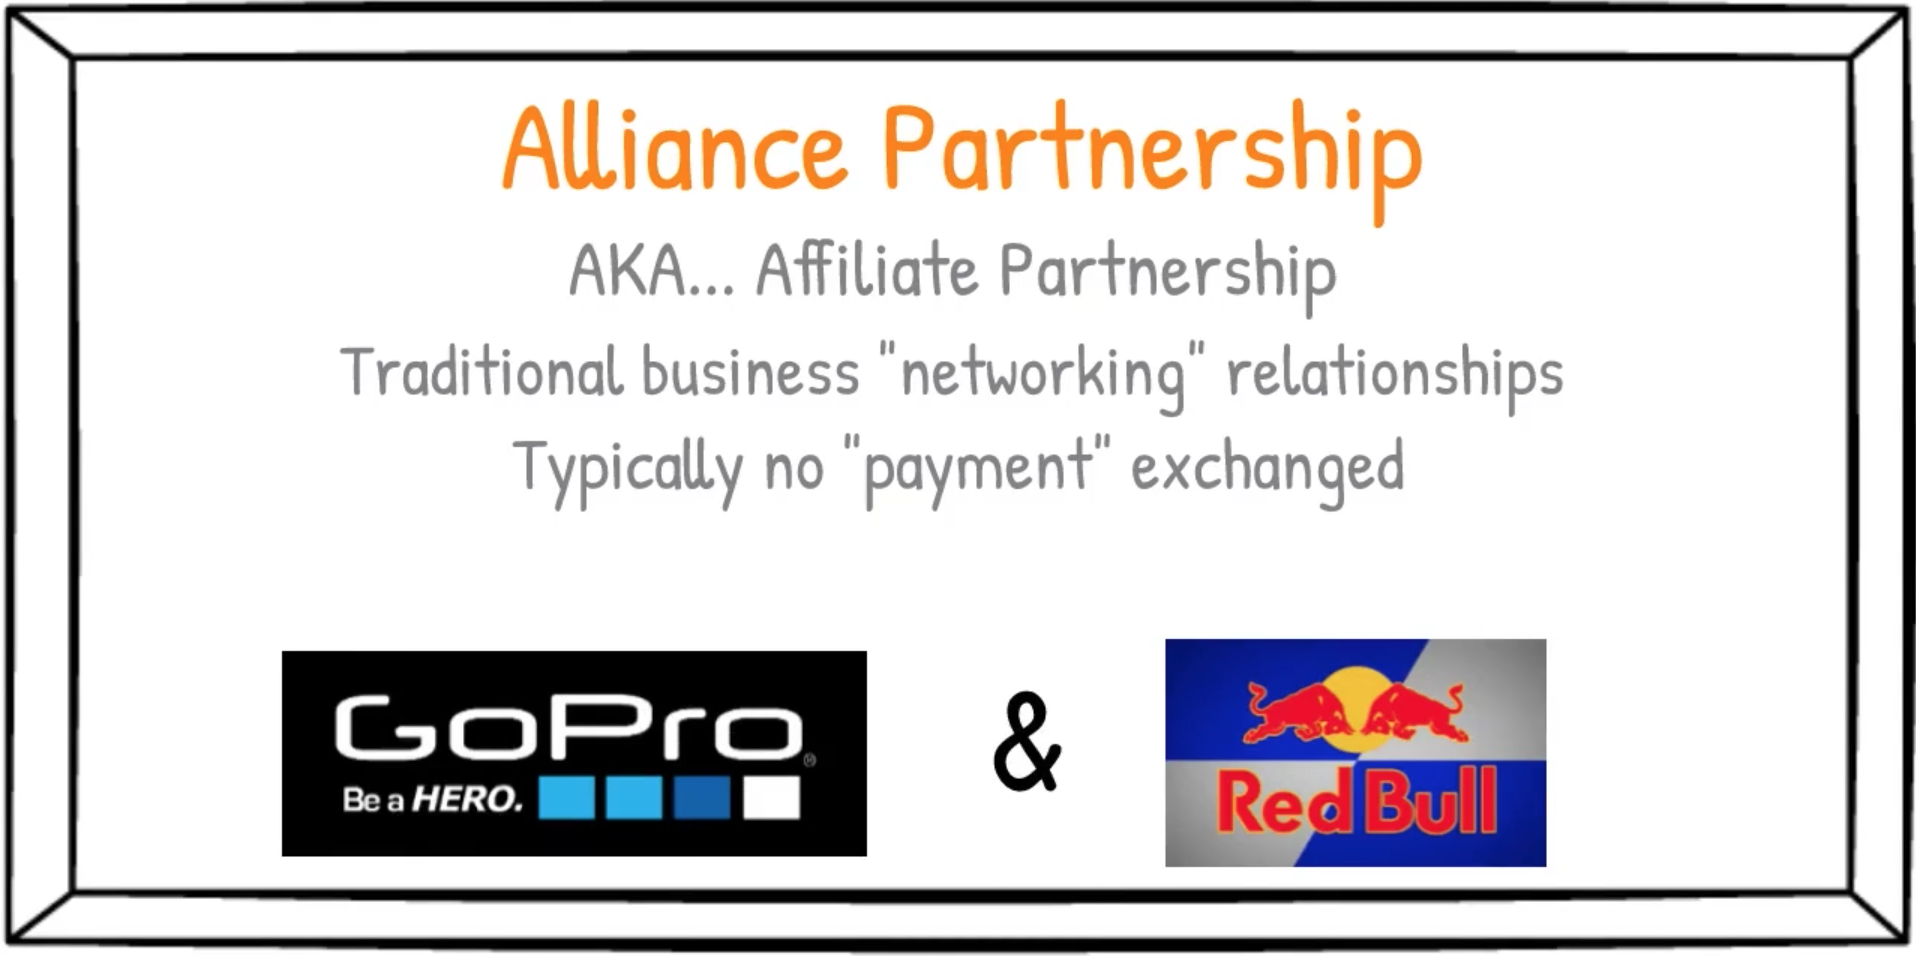 Alliance Partnership
AKA... Affiliate Partnership
Traditional business "networking" relationships
Typically no "payment" exchanged
GoPro®
Be a HERO.
&
Red Bull